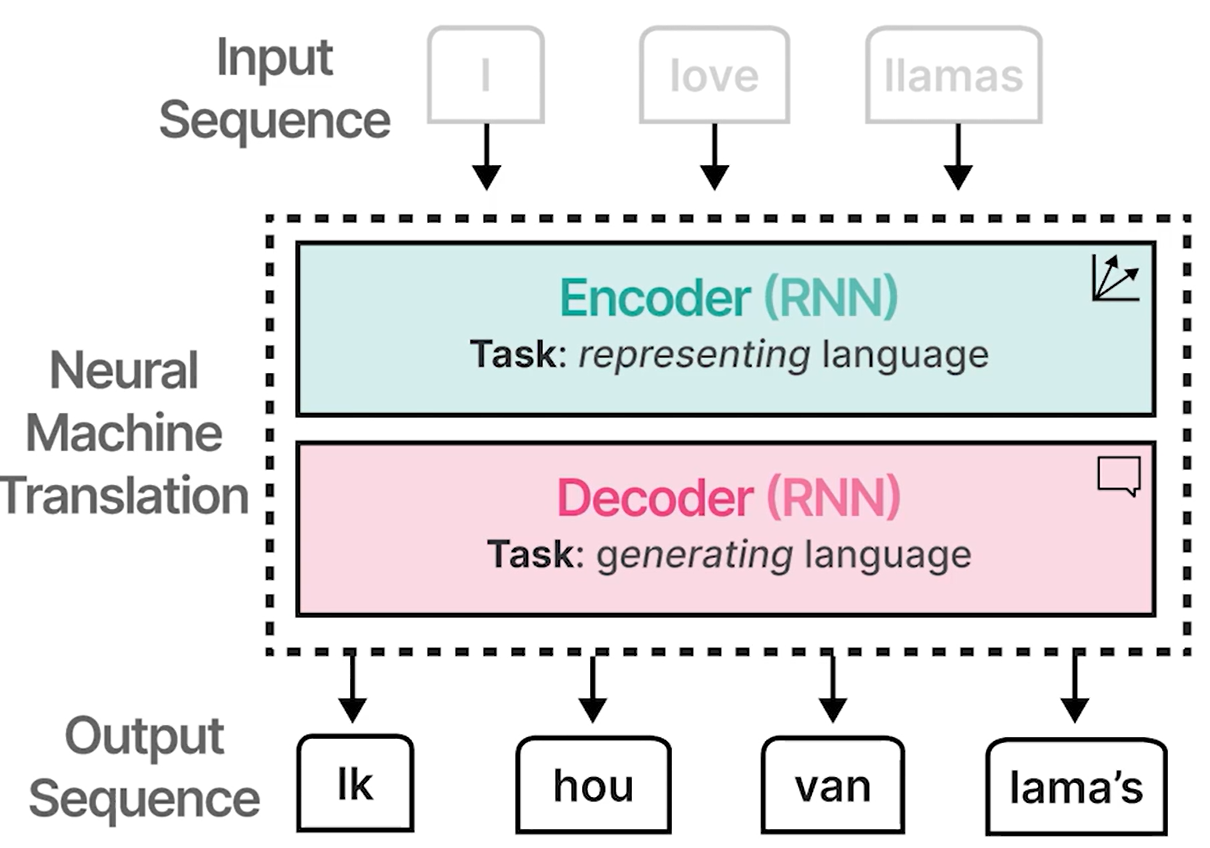 Input
Sequence
I
love
llamas
Encoder (RNN)
Task: representing language
Neural
Machine
Translation
Decoder (RNN)
Task: generating language
Output
Sequence
Ik
hou
van
lama's